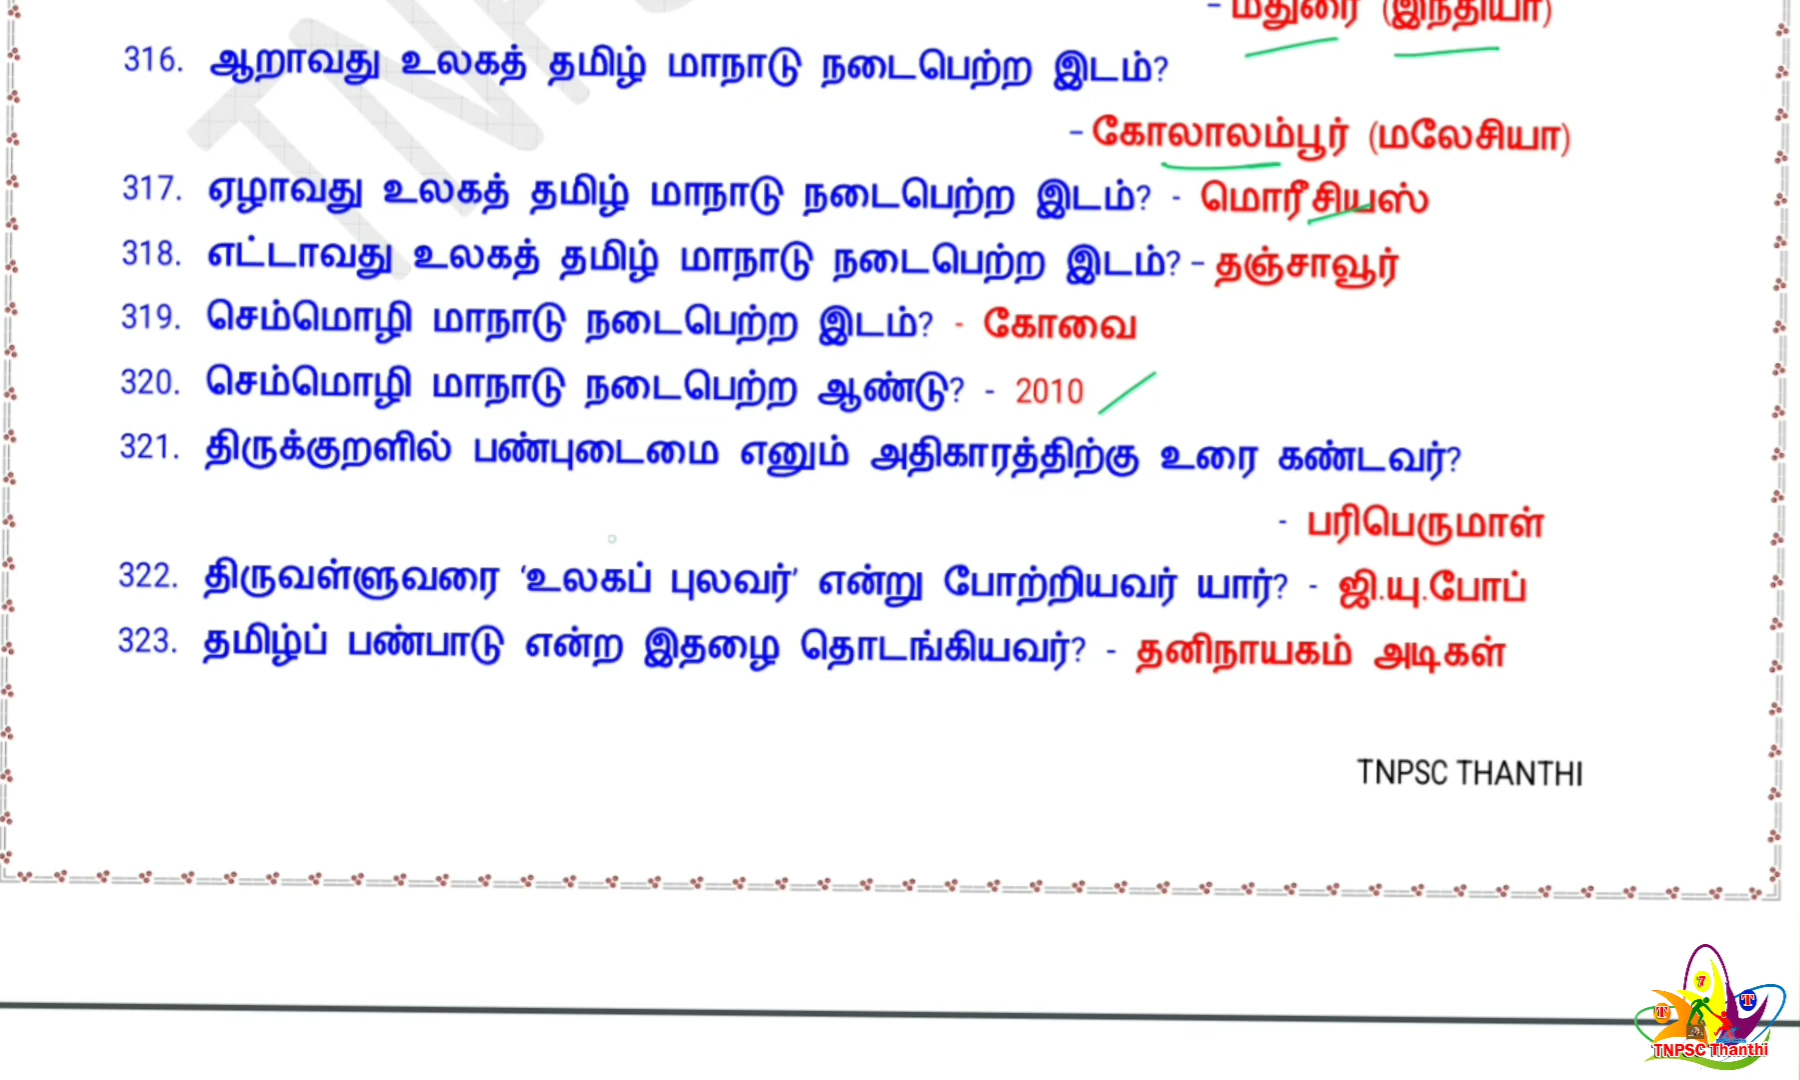 - மதுரை (இந்தியா)
316. ஆறாவது உலகத் தமிழ் மாநாடு நடைபெற்ற இடம்?
- கோலாலம்பூர் (மலேசியா)
317. ஏழாவது உலகத் தமிழ் மாநாடு நடைபெற்ற இடம்? - மொரீசியஸ்
318. எட்டாவது உலகத் தமிழ் மாநாடு நடைபெற்ற இடம்? – தஞ்சாவூர்
319. செம்மொழி மாநாடு நடைபெற்ற இடம்? - கோவை
320. செம்மொழி மாநாடு நடைபெற்ற ஆண்டு? - 2010
321. திருக்குறளில் பண்புடைமை எனும் அதிகாரத்திற்கு உரை கண்டவர்?
- பரிபெருமாள்
322. திருவள்ளுவரை ‘உலகப் புலவர்’ என்று போற்றியவர் யார்? - ஜி.யு.போப்
323. தமிழ்ப் பண்பாடு என்ற இதழை தொடங்கியவர்? - தனிநாயகம் அடிகள்
TNPSC THANTHI
7
T T
TNPSC Thanthi